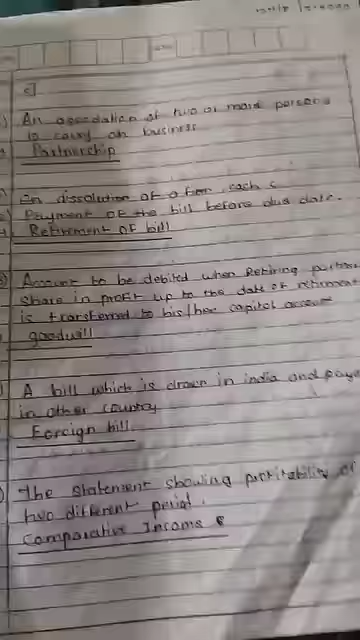 c]
An association of two or more persons
to carry on business
Partnership
on dissolution of a firm cash c
Payment of the bill before due date.
Retirement of bill
Account to be debited when Retiring partner
share in profit up to the date of retirement
is transferred to his/her capital account
goodwill
A bill which is drawn in india and paya
in other country
Foreign bill
The statement showing profitability of
two different period.
Comparative Income s